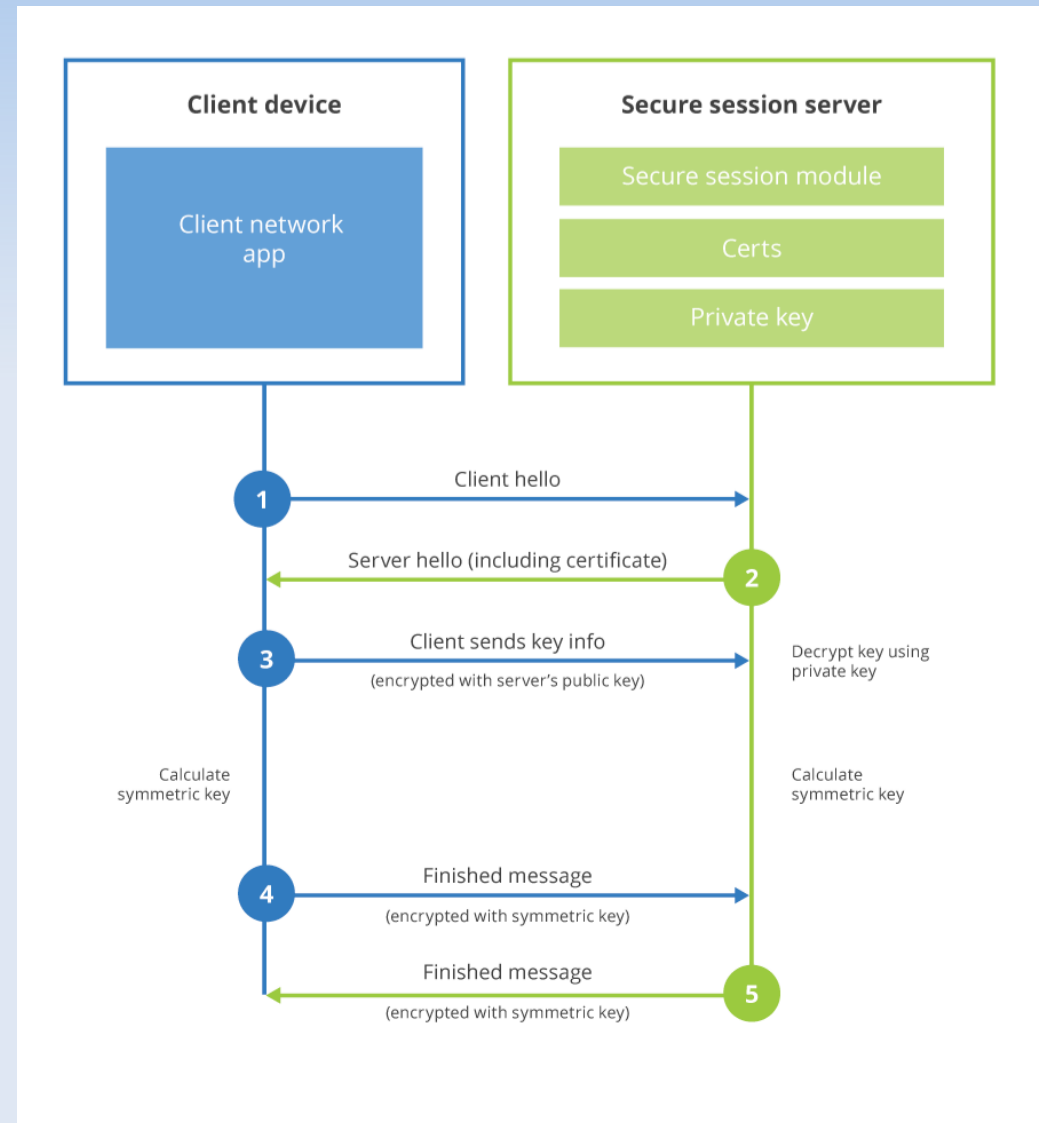 Client device
Client network
app
Secure session server
Secure session module
Certs
Private key
1
Client hello
Server hello (including certificate)
2
3
Client sends key info
(encrypted with server’s public key)
Decrypt key using
private key
Calculate
symmetric key
Calculate
symmetric key
4
Finished message
(encrypted with symmetric key)
Finished message
(encrypted with symmetric key)
5